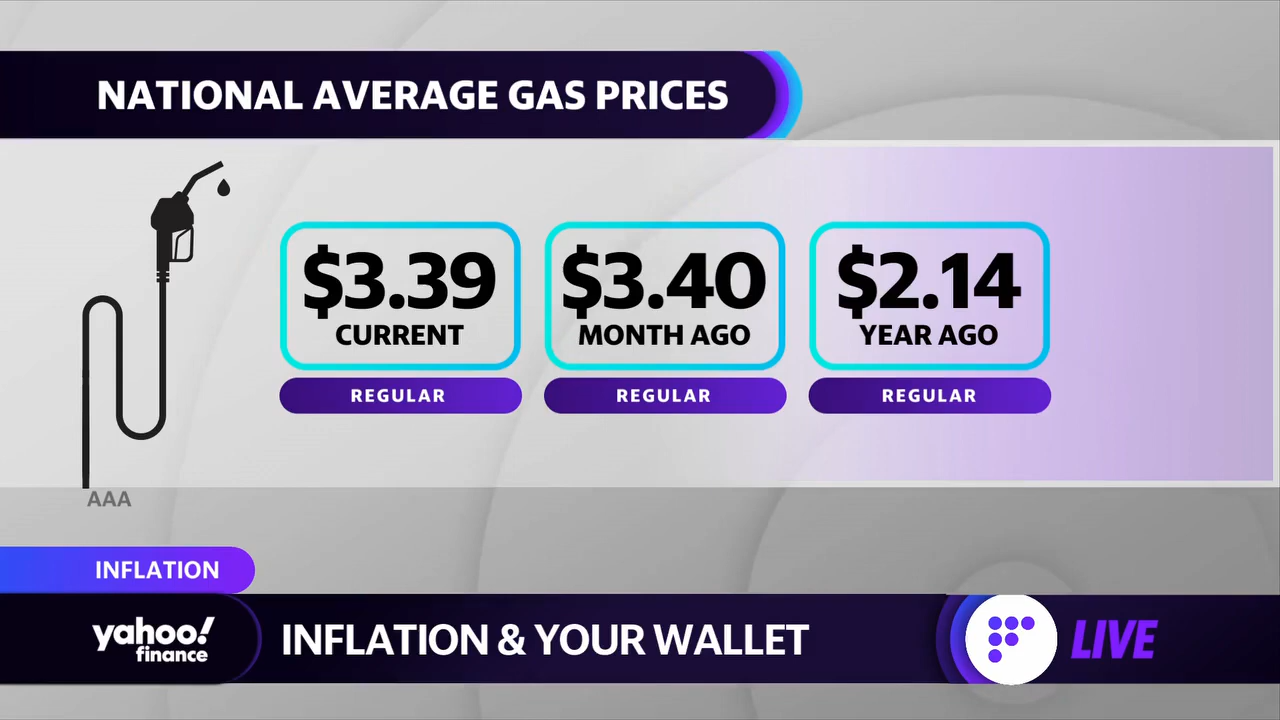 NATIONAL AVERAGE GAS PRICES
$3.39
CURRENT
REGULAR
$3.40
MONTH AGO
REGULAR
$2.14
YEAR AGO
REGULAR
AAA
INFLATION
yahoo!
finance
INFLATION & YOUR WALLET
LIVE